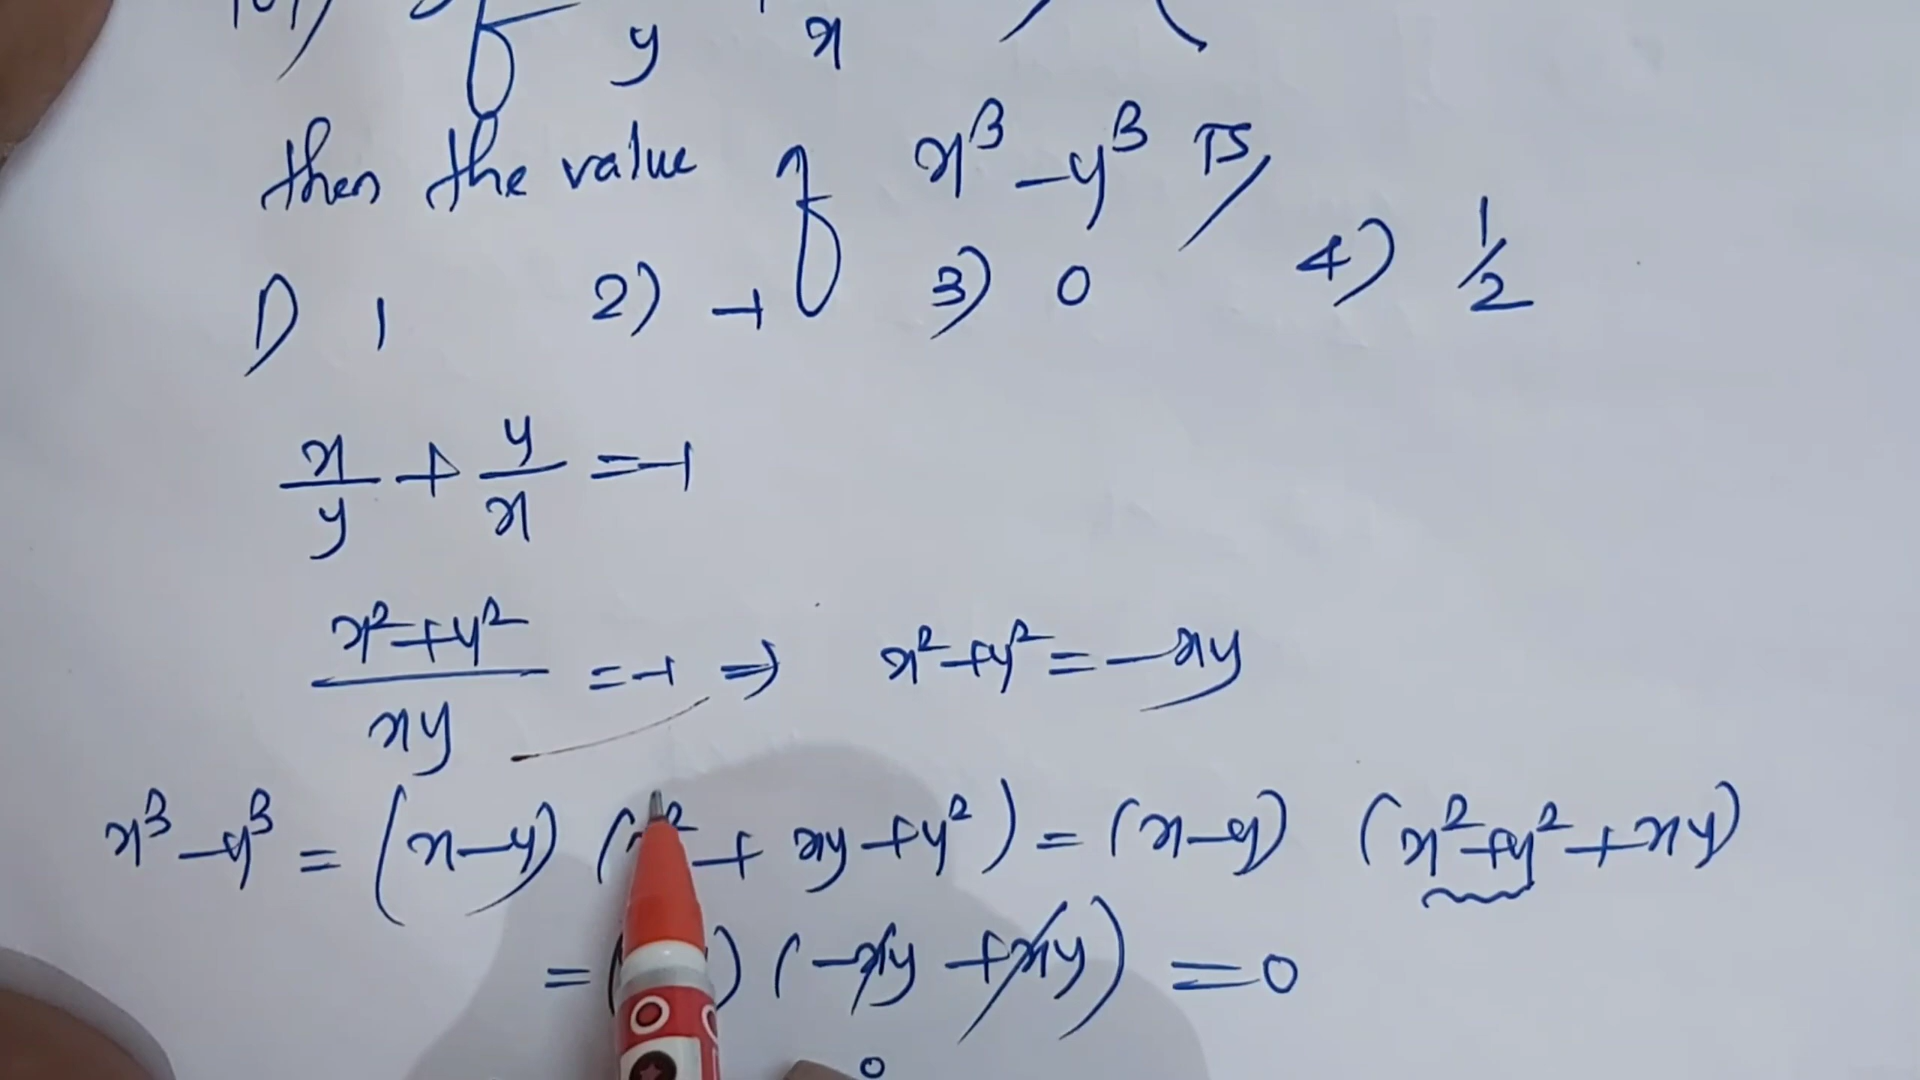 y x
then the value of x³ - y³ is,
1) 1 2) -1 3) 0 4) 1/2
x/y + y/x = -1
(x² + y²)/xy = -1 ⇒ x² + y² = -xy
x³ - y³ = (x - y) (x² + xy + y²) = (x - y) (x² + y² + xy)
= ( ) (-xy + xy) = 0